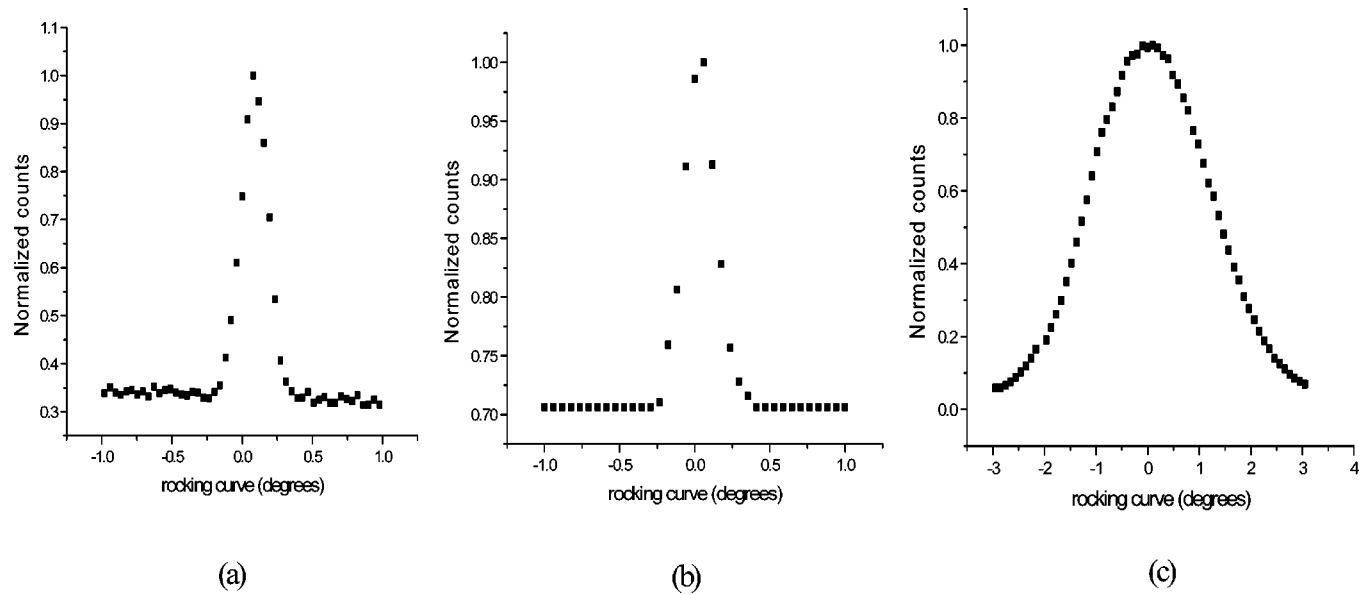 1.1
1.0
0.9
0.8
0.7
0.6
0.5
0.4
0.3
Normalized counts
-1.0 -0.5 0.0 0.5 1.0
rocking curve (degrees)
(a)
1.00
0.95
0.90
0.85
0.80
0.75
0.70
Normalized counts
-1.0 -0.5 0.0 0.5 1.0
rocking curve (degrees)
(b)
1.0
0.8
0.6
0.4
0.2
0.0
Normalized counts
-3 -2 -1 0 1 2 3 4
rocking curve (degrees)
(c)